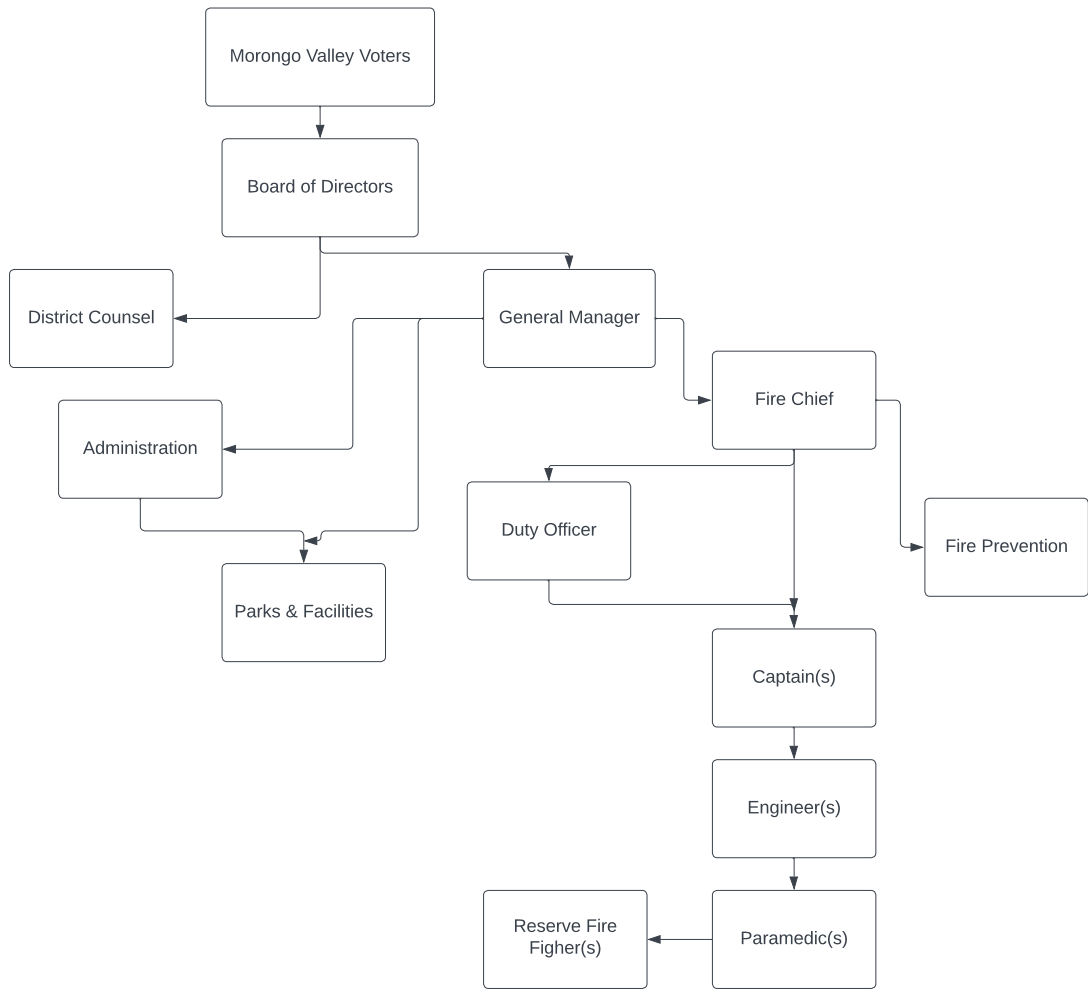 Morongo Valley Voters
Board of Directors
District Counsel
General Manager
Fire Chief
Administration
Duty Officer
Fire Prevention
Parks & Facilities
Captain(s)
Engineer(s)
Reserve Fire
Figher(s)
Paramedic(s)